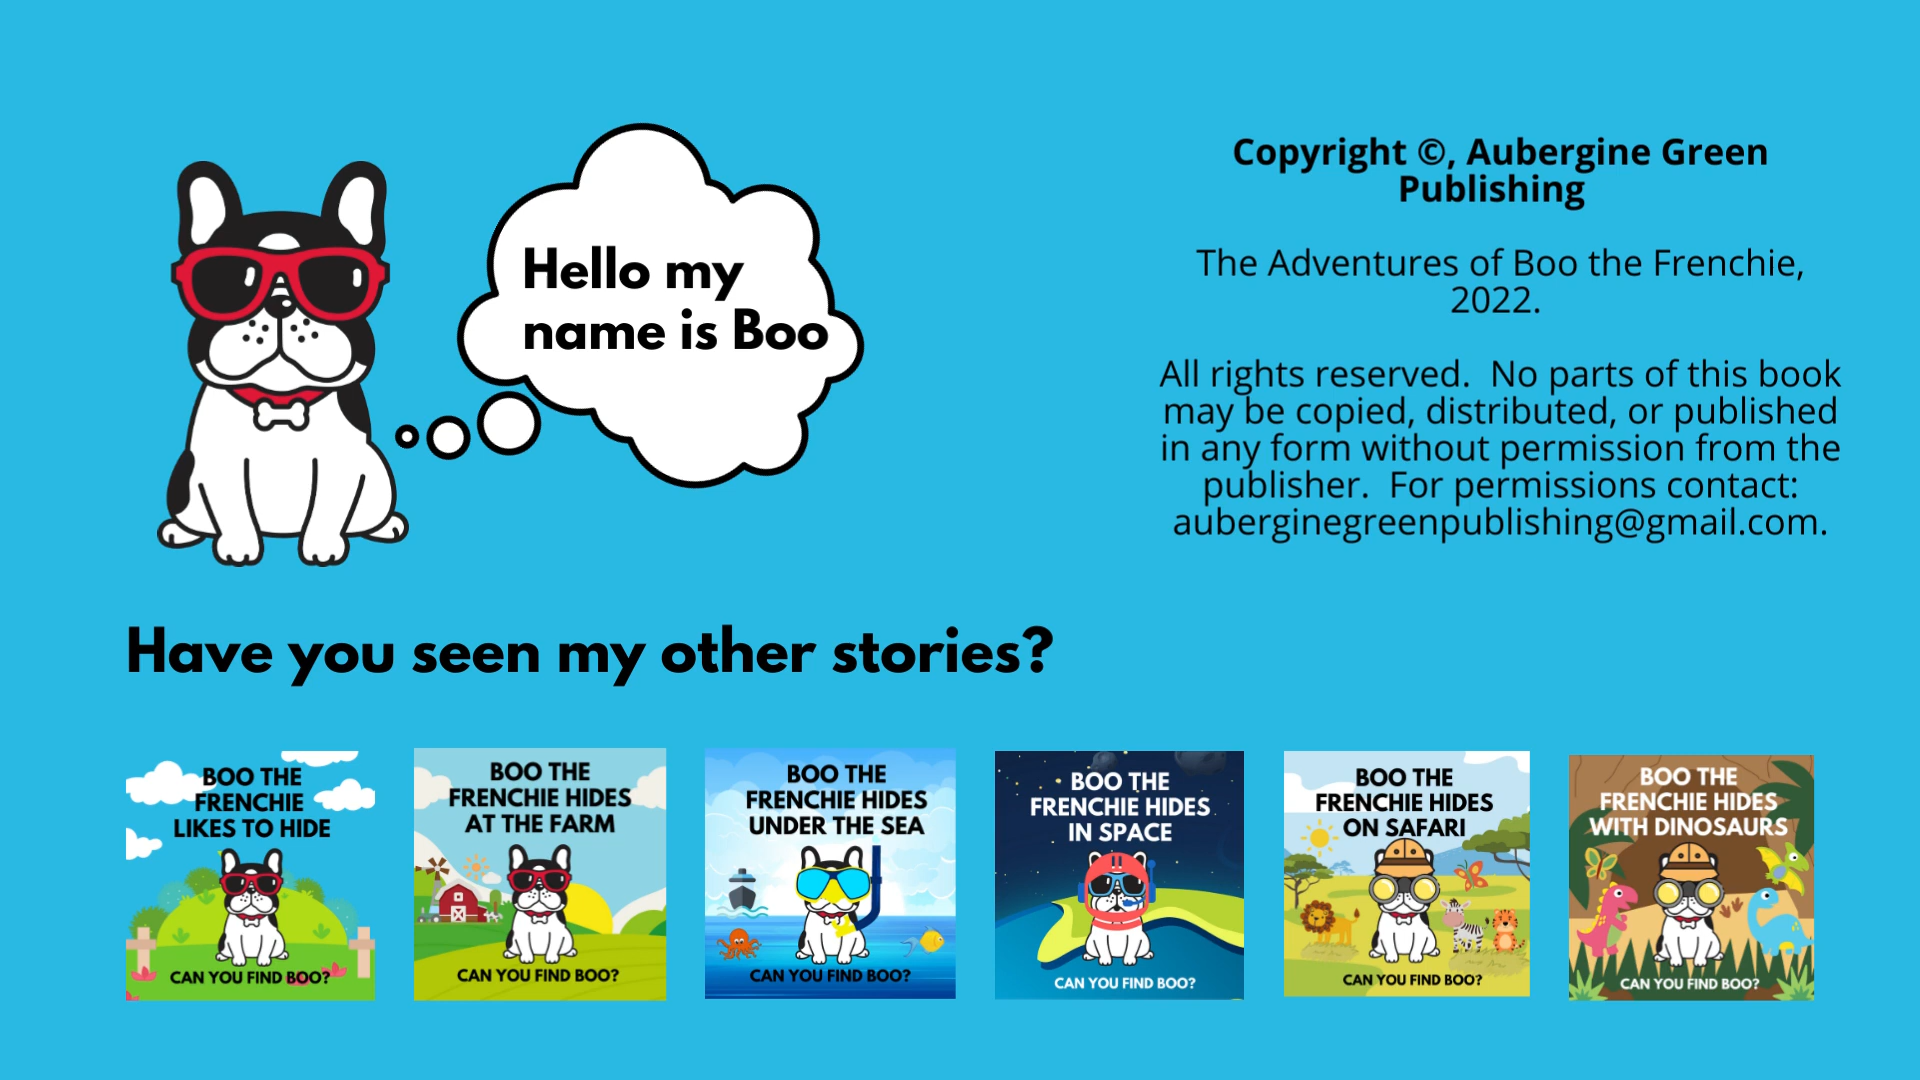 Hello my
name is Boo
Copyright ©, Aubergine Green
Publishing
The Adventures of Boo the Frenchie,
2022.
All rights reserved.  No parts of this book
may be copied, distributed, or published
in any form without permission from the
publisher.  For permissions contact:
auberginegreenpublishing@gmail.com.
Have you seen my other stories?
BOO THE
FRENCHIE
LIKES TO HIDE
CAN YOU FIND BOO?
BOO THE
FRENCHIE HIDES
AT THE FARM
CAN YOU FIND BOO?
BOO THE
FRENCHIE HIDES
UNDER THE SEA
CAN YOU FIND BOO?
BOO THE
FRENCHIE HIDES
IN SPACE
CAN YOU FIND BOO?
BOO THE
FRENCHIE HIDES
ON SAFARI
CAN YOU FIND BOO?
BOO THE
FRENCHIE HIDES
WITH DINOSAURS
CAN YOU FIND BOO?